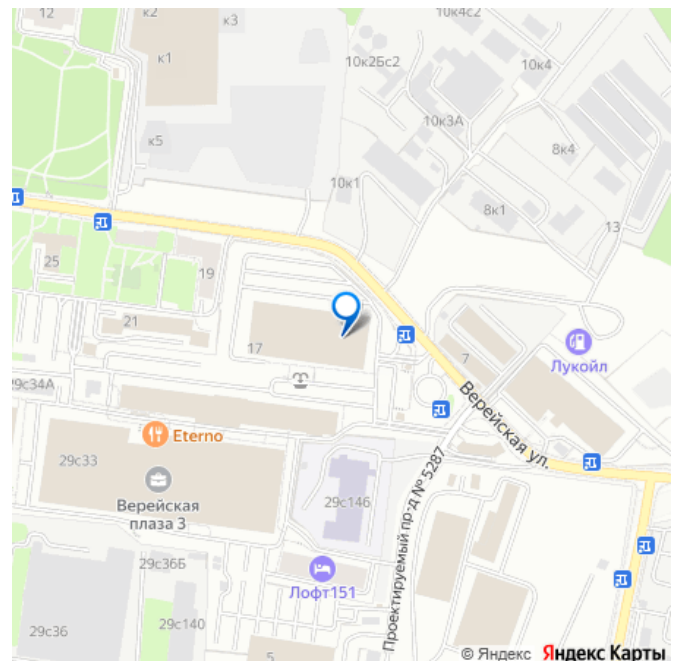 12
к2
к3
10к4с2
к1
10к2Бс2
10к4
10к3А
к5
8к4
10к1
8к1
13
25
19
21
17
7
Лукойл
29с34А
Верейская ул.
Eterno
29с33
Верейская
плаза 3
29с14б
Проектируемый пр-д № 5287
29с36Б
Лофт151
29с36
29с140
5
© Яндекс Яндекс Карты